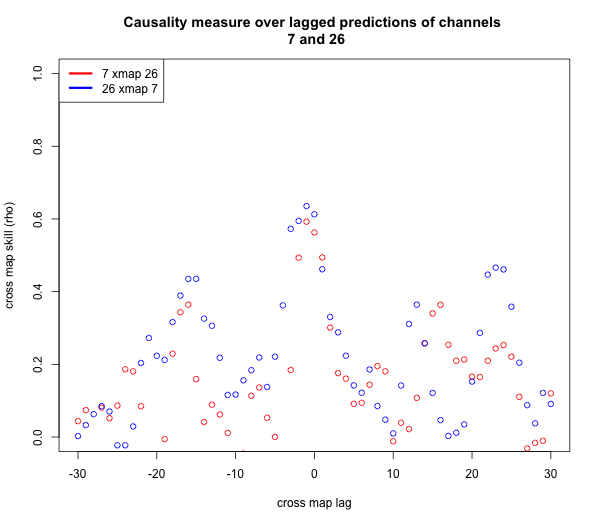 Causality measure over lagged predictions of channels
7 and 26
7 xmap 26
26 xmap 7
1.0
0.8
0.6
0.4
0.2
0.0
cross map skill (rho)
-30
-20
-10
0
10
20
30
cross map lag